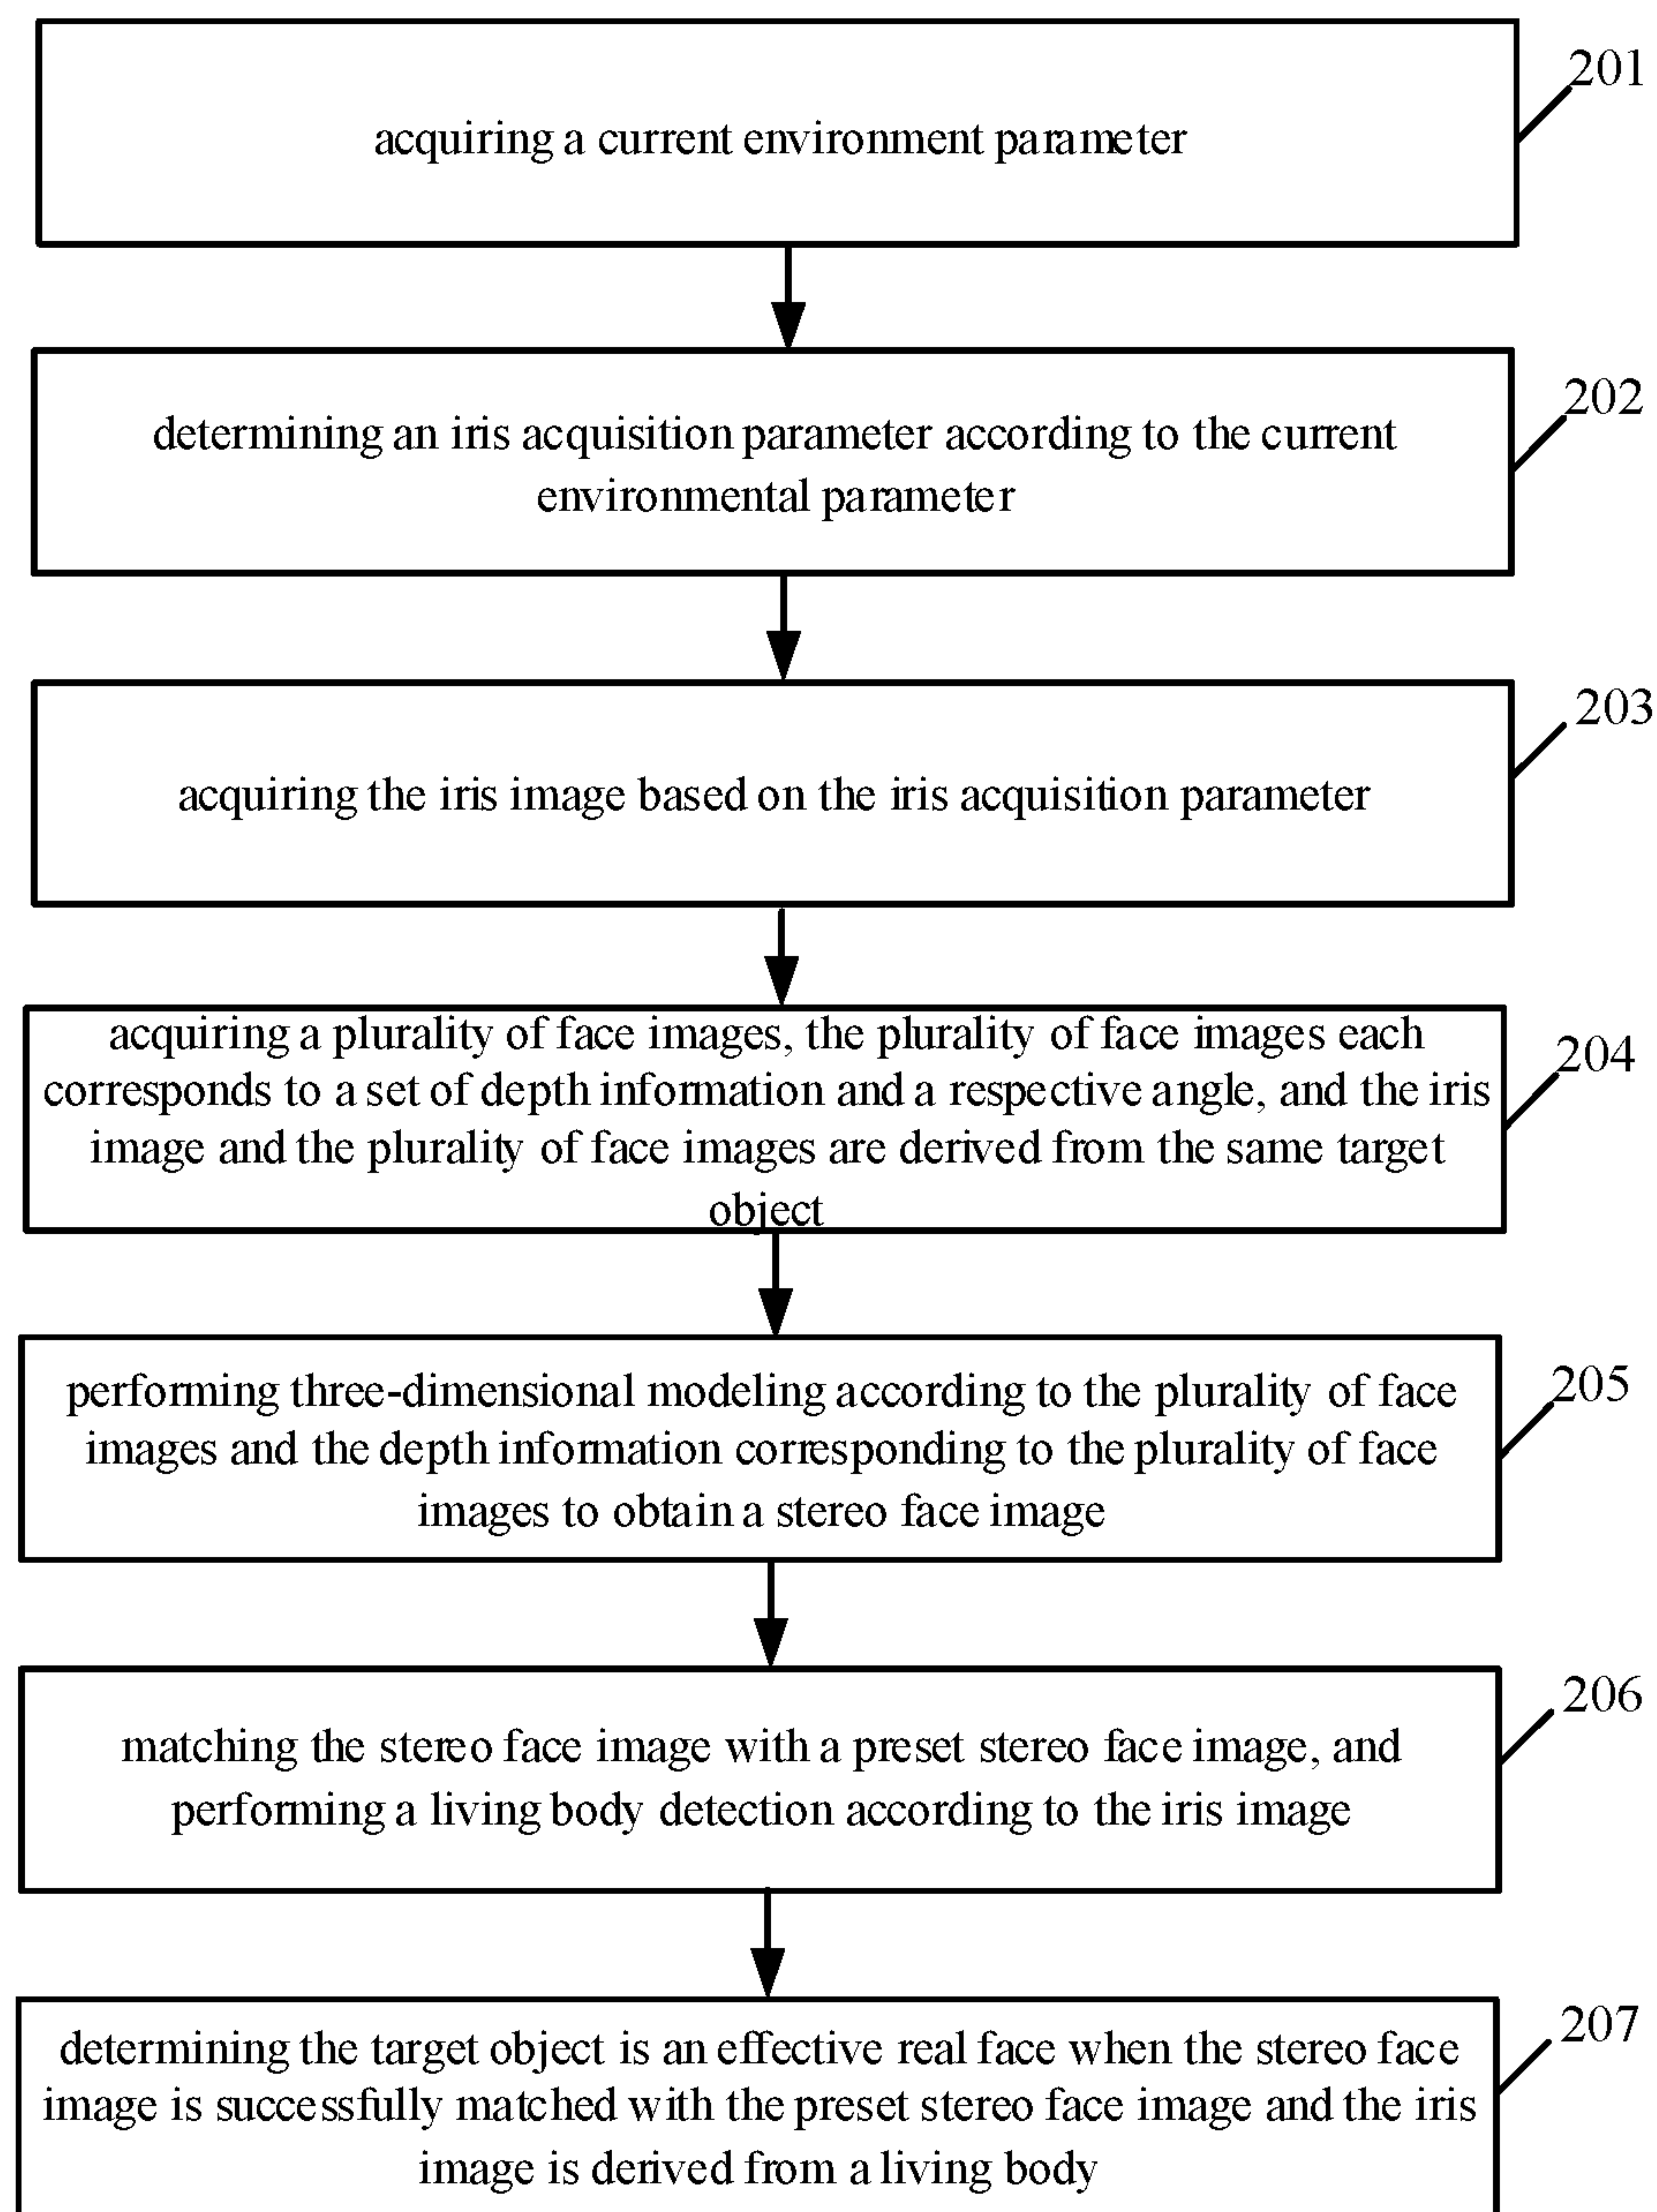 201
acquiring a current environment parameter
202
determining an iris acquisition parameter according to the current
environmental parameter
203
acquiring the iris image based on the iris acquisition parameter
204
acquiring a plurality of face images, the plurality of face images each
corresponds to a set of depth information and a respective angle, and the iris
image and the plurality of face images are derived from the same target
object
205
performing three-dimensional modeling according to the plurality of face
images and the depth information corresponding to the plurality of face
images to obtain a stereo face image
206
matching the stereo face image with a preset stereo face image, and
performing a living body detection according to the iris image
207
determining the target object is an effective real face when the stereo face
image is successfully matched with the preset stereo face image and the iris
image is derived from a living body